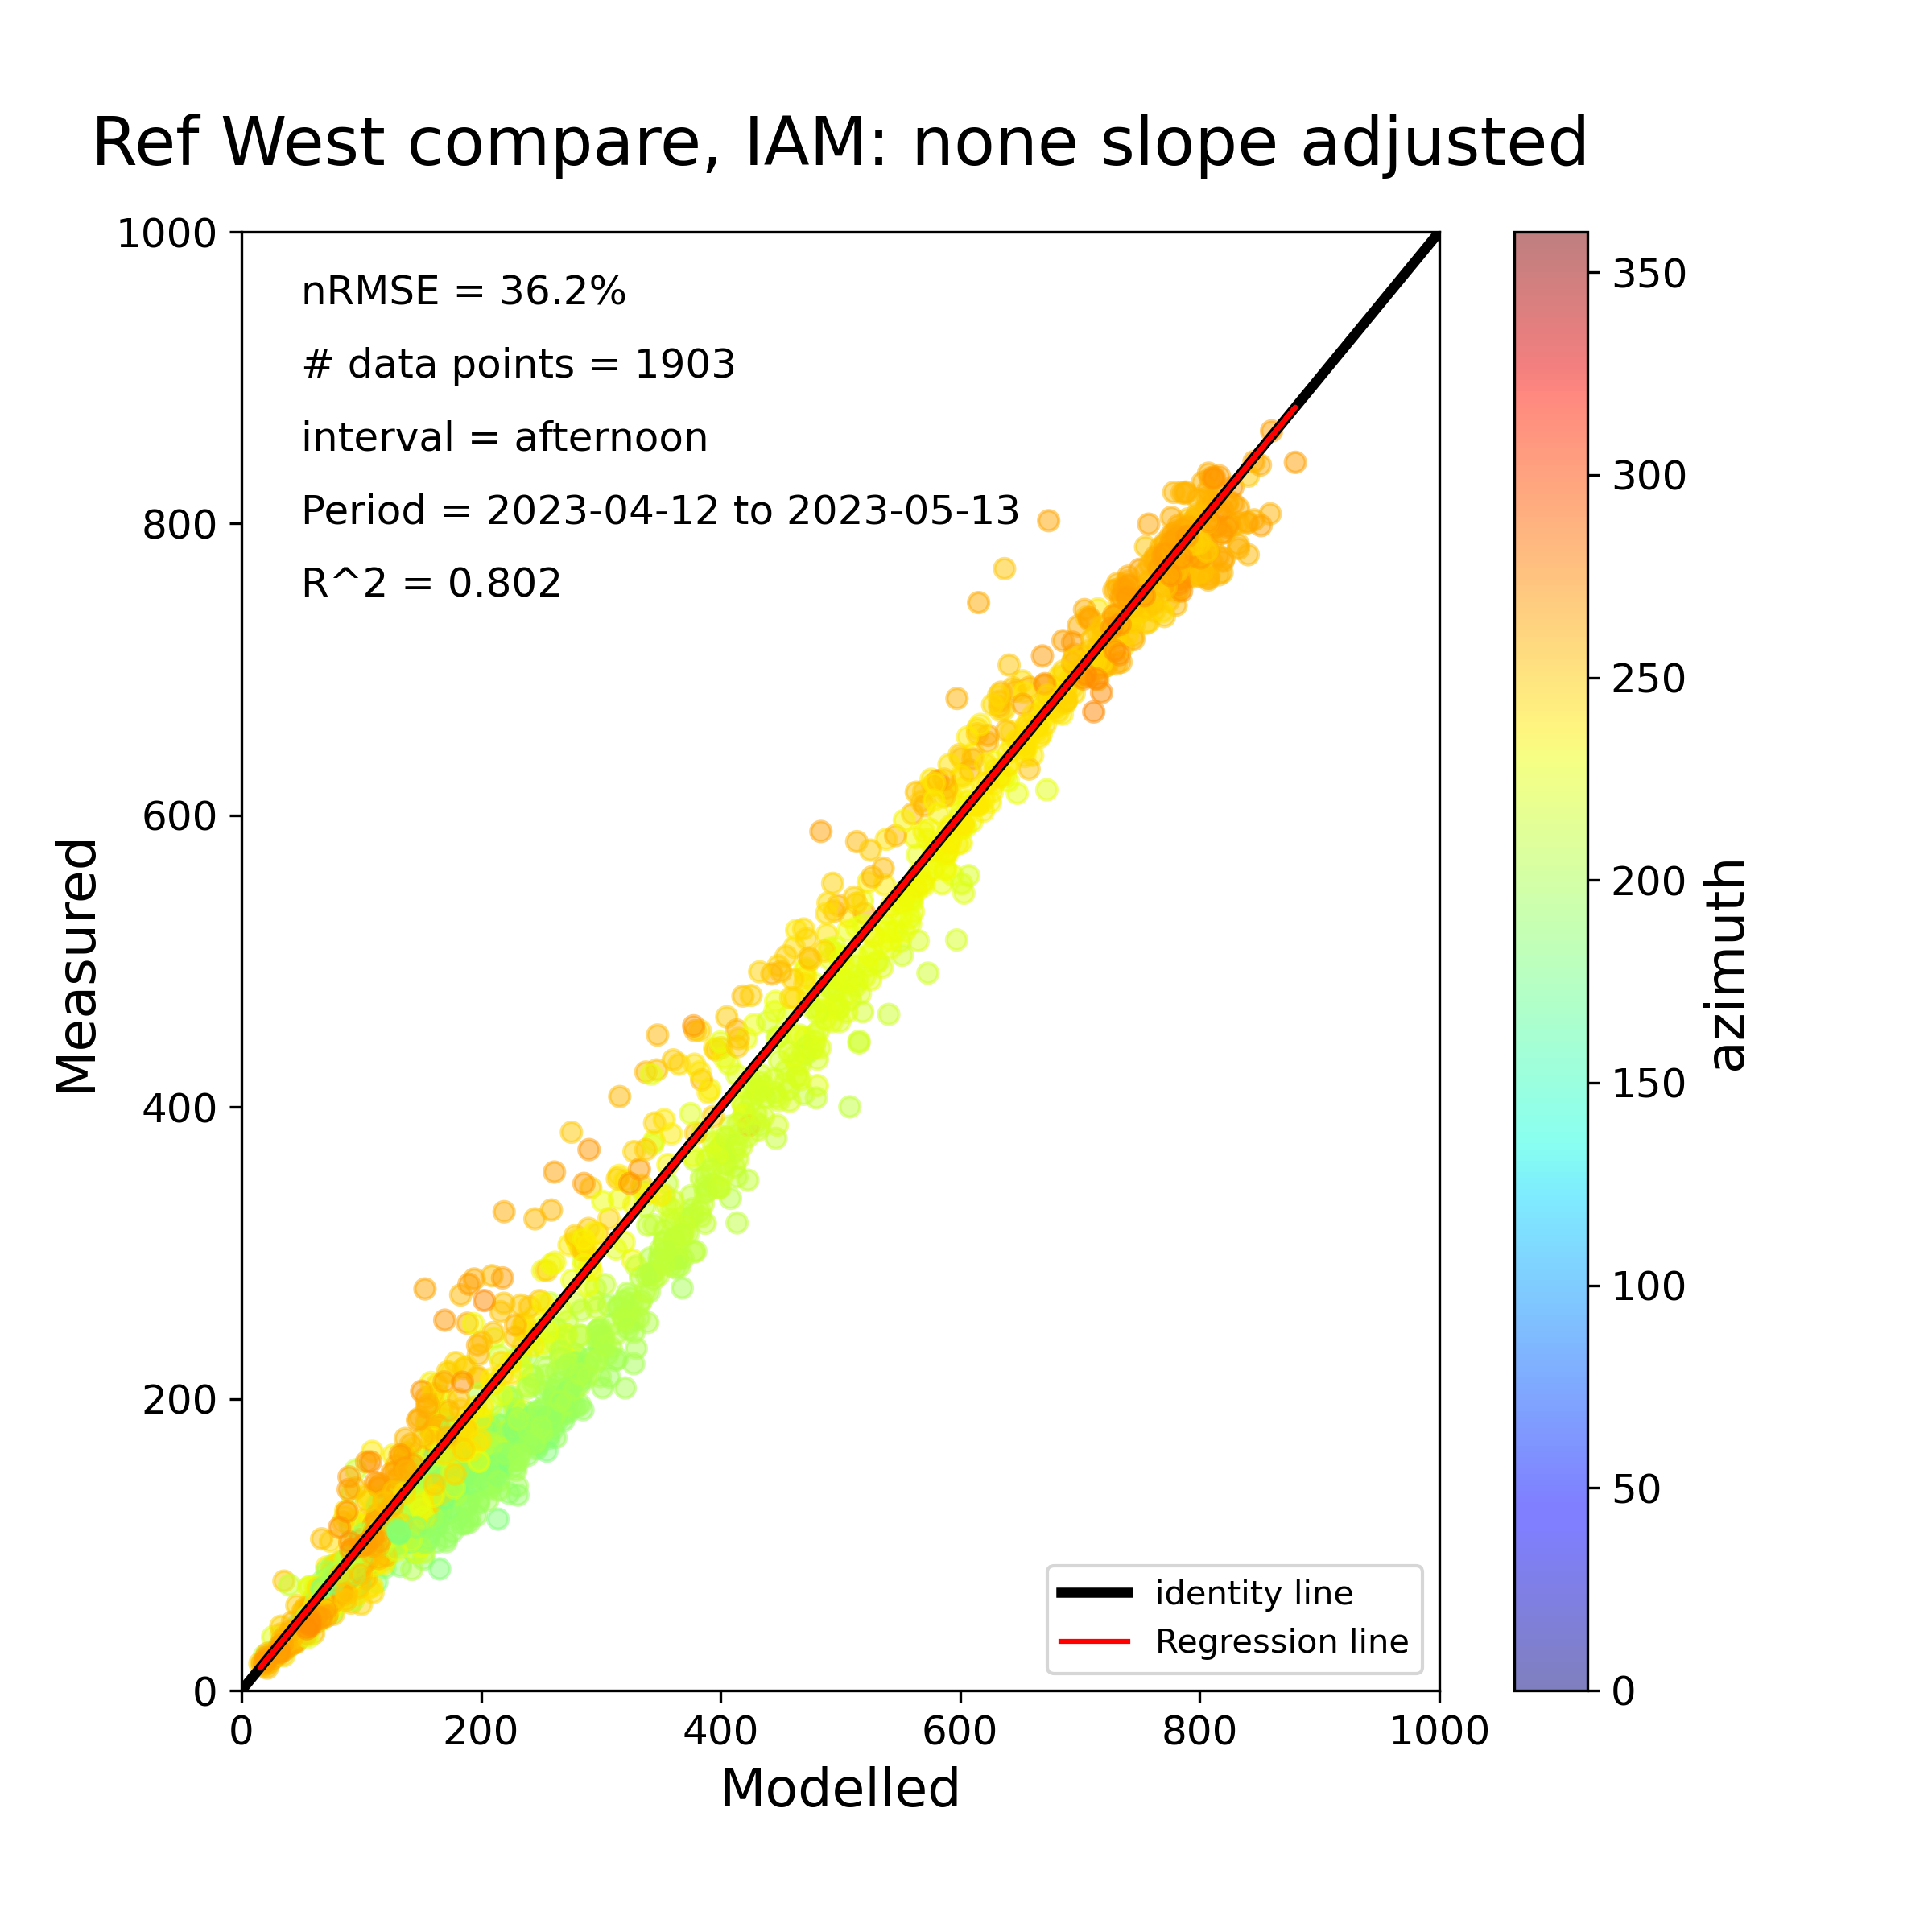 Ref West compare, IAM: none slope adjusted
nRMSE = 36.2%
# data points = 1903
interval = afternoon
Period = 2023-04-12 to 2023-05-13
R^2 = 0.802
1000
800
600
400
200
0
Measured
0 200 400 600 800 1000
Modelled
identity line
Regression line
350
300
250
200
150
100
50
0
azimuth